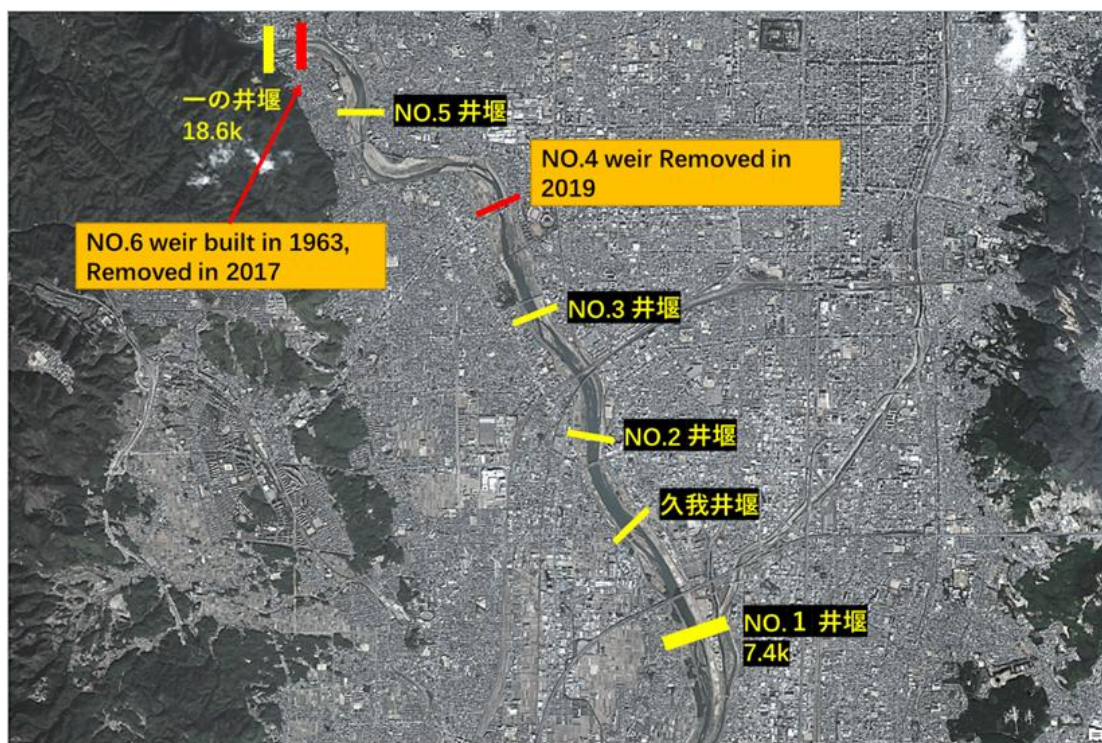 一の井堰
18.6k
NO.5 井堰
NO.4 weir Removed in
2019
NO.6 weir built in 1963,
Removed in 2017
NO.3 井堰
NO.2 井堰
久我井堰
NO.１ 井堰
7.4k